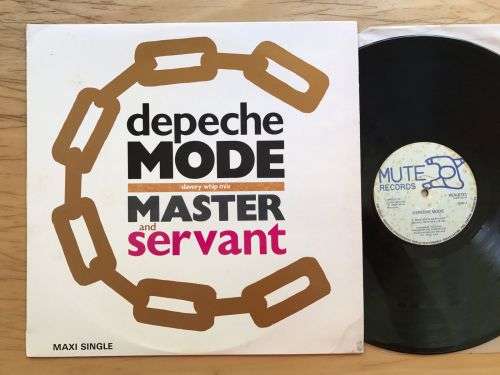 depeche
MODE
slavery whip mix
MASTER
and
servant
MAXI SINGLE
MUTE
RECORDS
DEPECHE MODE